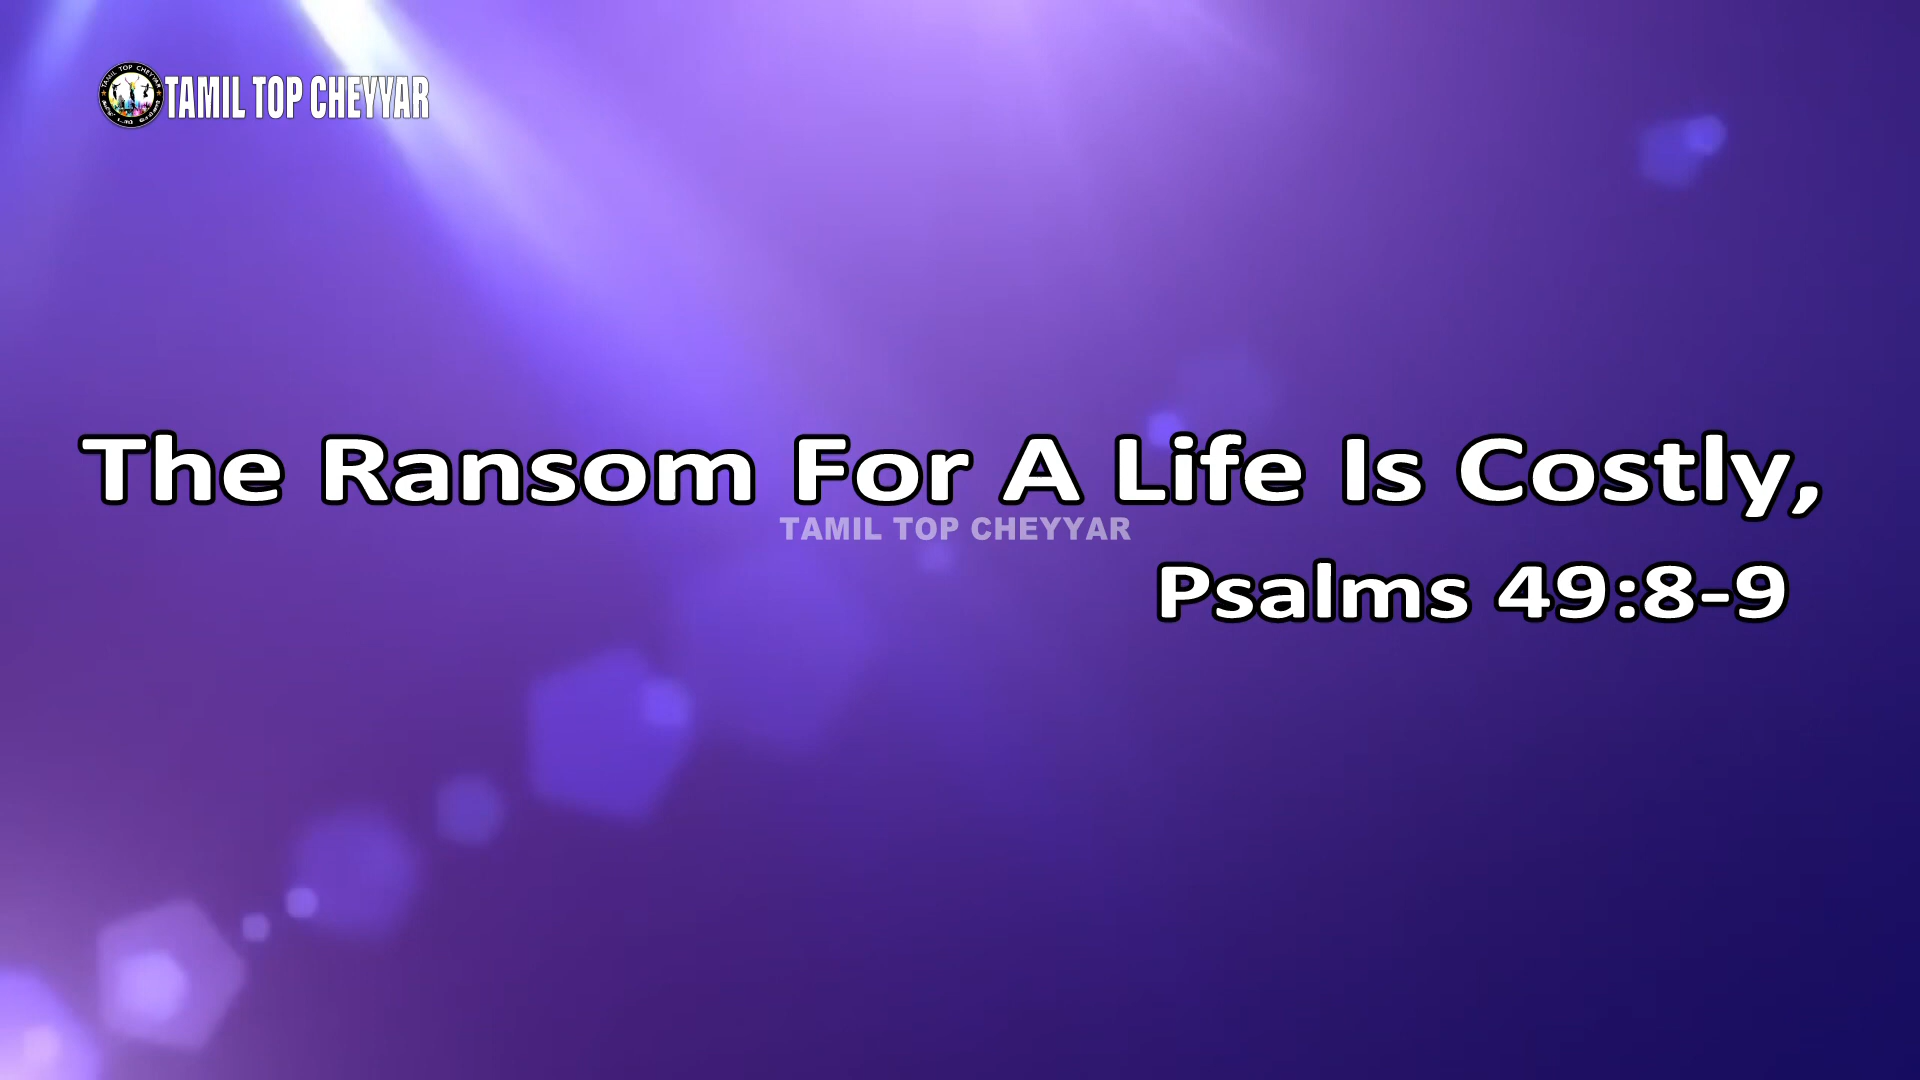 TAMIL TOP CHEYYAR
The Ransom For A Life Is Costly,
TAMIL TOP CHEYYAR
Psalms 49:8-9